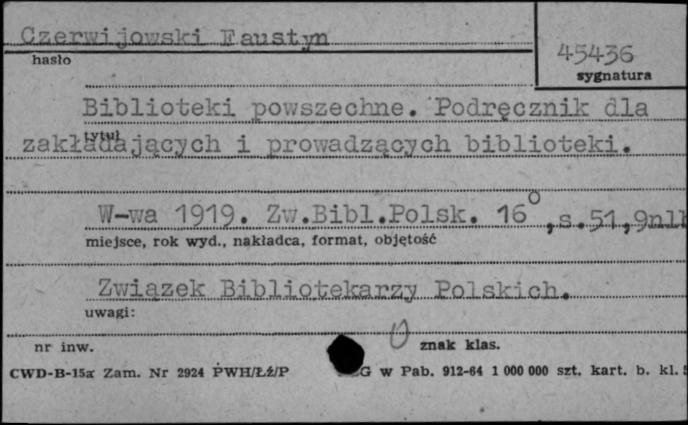 Czerwijowski Faustyn
hasło
45436
sygnatura
Biblioteki powszechne. Podręcznik dla
tytuł
zakładających i prowadzących biblioteki.
W-wa 1919. Zw.Bibl.Polsk. 16°,s.51,9nlb
miejsce, rok wyd., nakładca, format, objętość
Związek Bibliotekarzy Polskich.
uwagi:
nr inw.
znak klas.
CWD-B-15a Zam. Nr 2924 PWH/Łź/P
G w Pab. 912-64 1 000 000 szt. kart. b. kl.